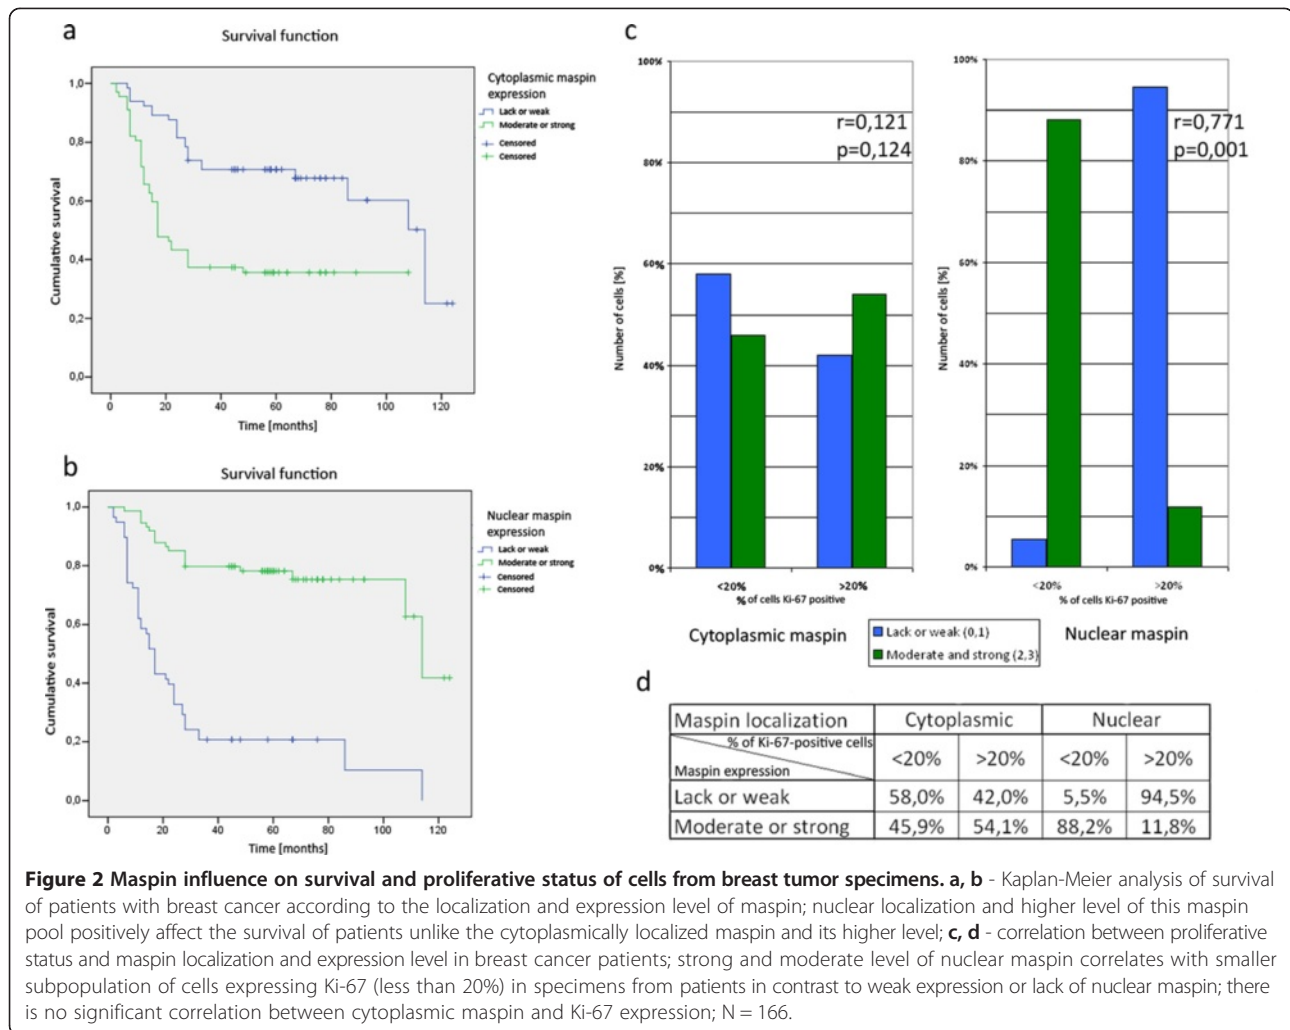 a
Survival function
Cytoplasmic maspin
expression
Lack or weak
Moderate or strong
Censored
Censored
1,0
0,8
0,6
0,4
0,2
0,0
Cumulative survival
0 20 40 60 80 100 120
Time [months]
b
Survival function
Nuclear maspin
expression
Lack or weak
Moderate or strong
Censored
Censored
1,0
0,8
0,6
0,4
0,2
0,0
Cumulative survival
0 20 40 60 80 100 120
Time [months]
c
100%
80%
60%
40%
20%
0%
Number of cells [%]
r=0,121
p=0,124
<20% >20%
% of cells Ki-67 positive
Cytoplasmic maspin
100%
80%
60%
40%
20%
0%
Number of cells [%]
r=0,771
p=0,001
<20% >20%
% of cells Ki-67 positive
Nuclear maspin
Lack or weak (0,1)
Moderate and strong (2,3)
d
Maspin localization Cytoplasmic Nuclear
% of Ki-67-positive cells
Maspin expression
<20% >20% <20% >20%
Lack or weak 58,0% 42,0% 5,5% 94,5%
Moderate or strong 45,9% 54,1% 88,2% 11,8%
Figure 2 Maspin influence on survival and proliferative status of cells from breast tumor specimens. a, b - Kaplan-Meier analysis of survival
of patients with breast cancer according to the localization and expression level of maspin; nuclear localization and higher level of this maspin
pool positively affect the survival of patients unlike the cytoplasmically localized maspin and its higher level; c, d - correlation between proliferative
status and maspin localization and expression level in breast cancer patients; strong and moderate level of nuclear maspin correlates with smaller
subpopulation of cells expressing Ki-67 (less than 20%) in specimens from patients in contrast to weak expression or lack of nuclear maspin; there
is no significant correlation between cytoplasmic maspin and Ki-67 expression; N = 166.